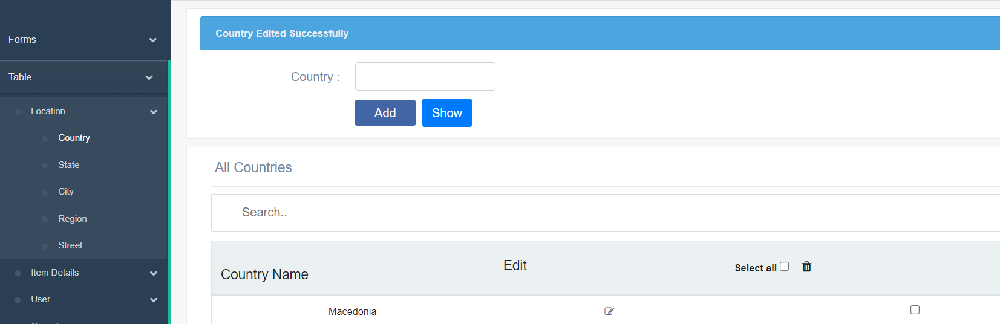 Forms
Table
Location
Country
State
City
Region
Street
Item Details
User
Country Edited Successfully
Country :
Add Show
All Countries
Search..
Country Name Edit Select all
Macedonia